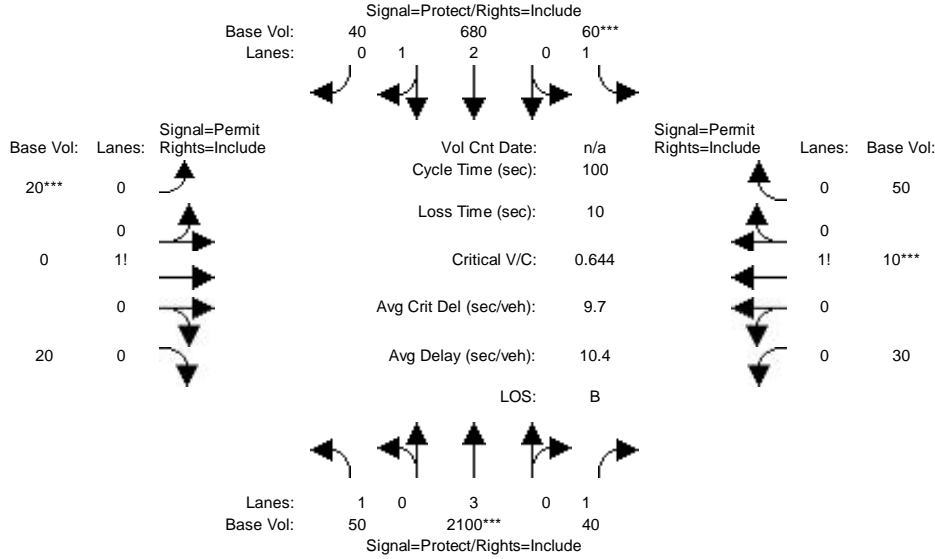 Signal=Protect/Rights=Include
Base Vol: 40 680 60***
Lanes: 0 1 2 0 1
Signal=Permit
Base Vol: Lanes: Rights=Include
Vol Cnt Date: n/a
Signal=Permit
Rights=Include Lanes: Base Vol:
Cycle Time (sec): 100
20*** 0
0 50
Loss Time (sec): 10
0
0
0 1!
Critical V/C: 0.644
1! 10***
0
Avg Crit Del (sec/veh): 9.7
0
20 0
Avg Delay (sec/veh): 10.4
0 30
LOS: B
Lanes: 1 0 3 0 1
Base Vol: 50 2100*** 40
Signal=Protect/Rights=Include